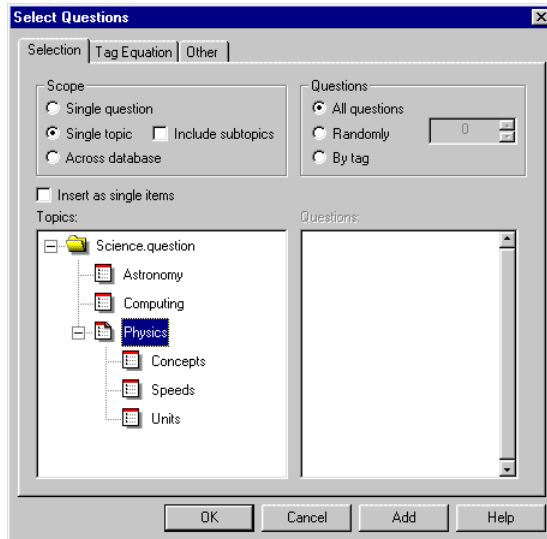 Select Questions
Selection Tag Equation Other
Scope
Single question
Single topic Include subtopics
Across database
Questions
All questions
Randomly 0
By tag
Insert as single items
Topics:
Science.question
Astronomy
Computing
Physics
Concepts
Speeds
Units
Questions:
OK Cancel Add Help